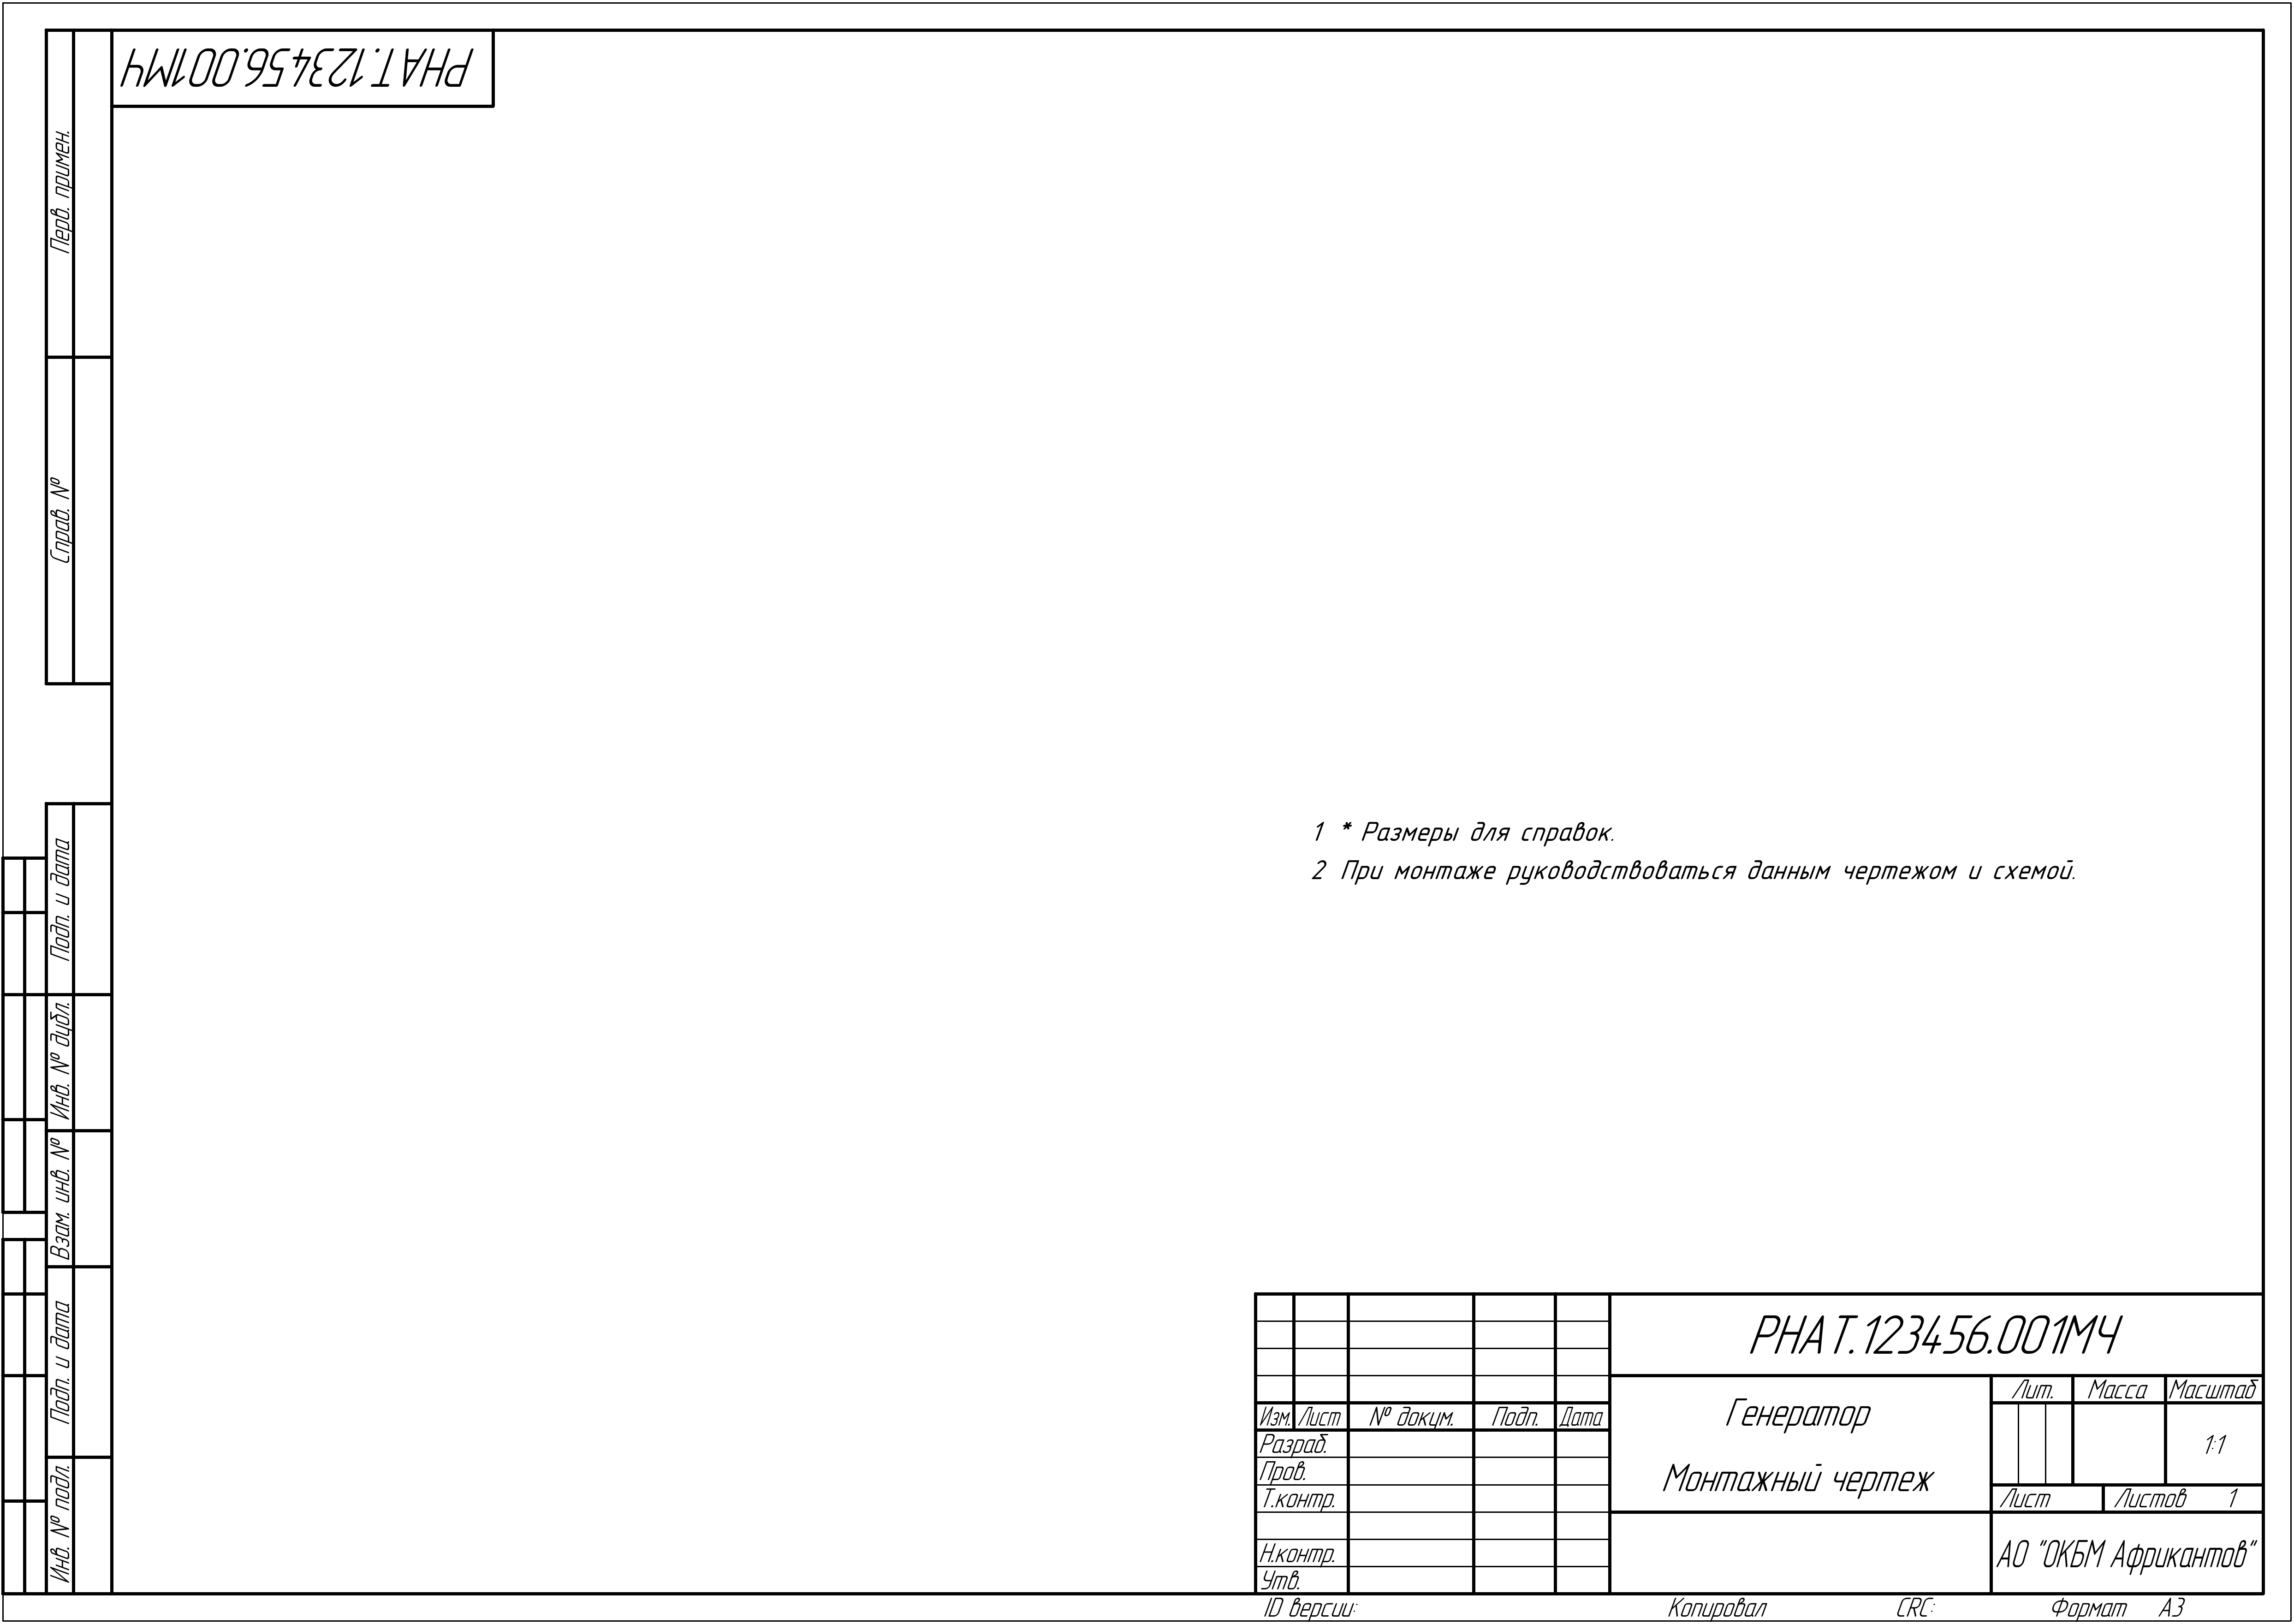 РНАТ.123456.001МЧ
Перв. примен.
Справ. №
Подп. и дата
Инв. № дубл.
Взам. инв. №
Подп. и дата
Инв. № подл.
1 * Размеры для справок.
2 При монтаже руководствоваться данным чертежом и схемой.
РНАТ.123456.001МЧ
Изм. Лист № докум. Подп. Дата
Разраб.
Пров.
Т.контр.
Н.контр.
Утв.
Генератор
Монтажный чертеж
Лит. Масса Масштаб
1:1
Лист Листов 1
АО "ОКБМ Африкантов"
ID версии: Копировал CRC: Формат А3